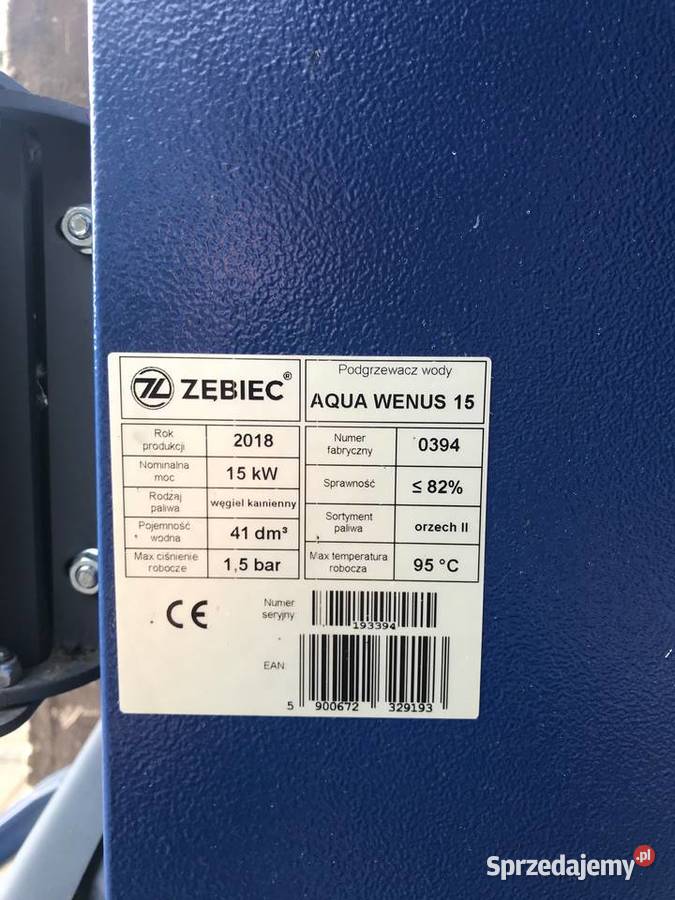 ZĘBIEC®
Podgrzewacz wody
AQUA WENUS 15
Rok produkcji
2018
Numer fabryczny
0394
Nominalna moc
15 kW
Sprawność
≤ 82%
Rodzaj paliwa
węgiel kamienny
Sortyment paliwa
orzech II
Pojemność wodna
41 dm³
Max ciśnienie robocze
1,5 bar
Max temperatura robocza
95 °C
CE
Numer seryjny
193394
EAN
5 900672 329193
Sprzedajemy.pl